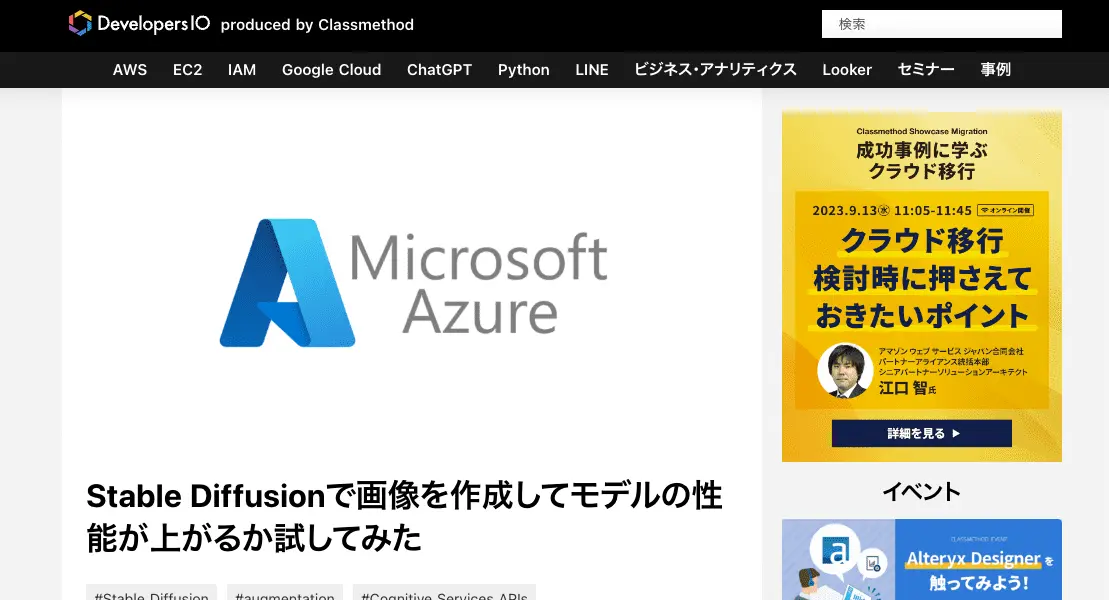 DevelopersIO produced by Classmethod
検索
AWS EC2 IAM Google Cloud ChatGPT Python LINE ビジネス・アナリティクス Looker セミナー 事例
Microsoft
Azure
Stable Diffusionで画像を作成してモデルの性
能が上がるか試してみた
#Stable Diffusion #augmentation #Cognitive Services APIs
Classmethod Showcase Migration
成功事例に学ぶ
クラウド移行
2023.9.13㊌ 11:05-11:45 オンライン開催
クラウド移行
検討時に押さえて
おきたいポイント
アマゾン ウェブ サービス ジャパン合同会社
パートナーアライアンス統括本部
シニアパートナーソリューションアーキテクト
江口 智氏
詳細を見る ▶
イベント
CLASSMETHOD EVENT
a
Alteryx Designerを
触ってみよう!